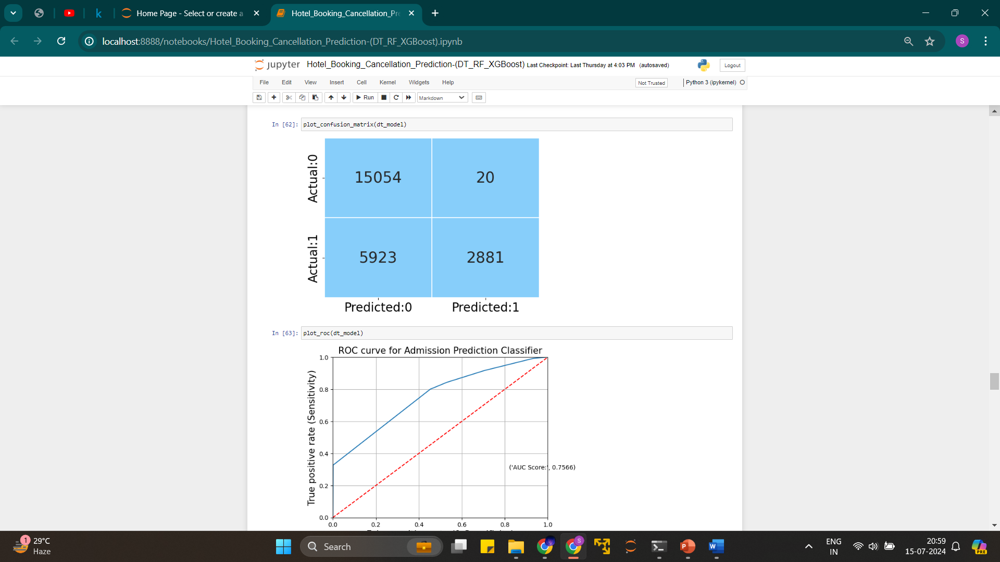 Home Page - Select or create a
Hotel_Booking_Cancellation_Pre
localhost:8888/notebooks/Hotel_Booking_Cancellation_Prediction-(DT_RF_XGBoost).ipynb
S
jupyter Hotel_Booking_Cancellation_Prediction-(DT_RF_XGBoost) Last Checkpoint: Last Thursday at 4:03 PM (autosaved)
Logout
File Edit View Insert Cell Kernel Widgets Help
Not Trusted
Python 3 (ipykernel)
Run
Markdown
In [62]: plot_confusion_matrix(dt_model)
Actual:0
15054 20
Actual:1
5923 2881
Predicted:0 Predicted:1
In [63]: plot_roc(dt_model)
ROC curve for Admission Prediction Classifier
True positive rate (Sensitivity)
1.0
0.8
0.6
0.4
('AUC Score:', 0.7566)
0.2
0.0
0.0 0.2 0.4 0.6 0.8 1.0
1
29°C
Haze
Search
S
ENG
IN
20:59
15-07-2024
PRE